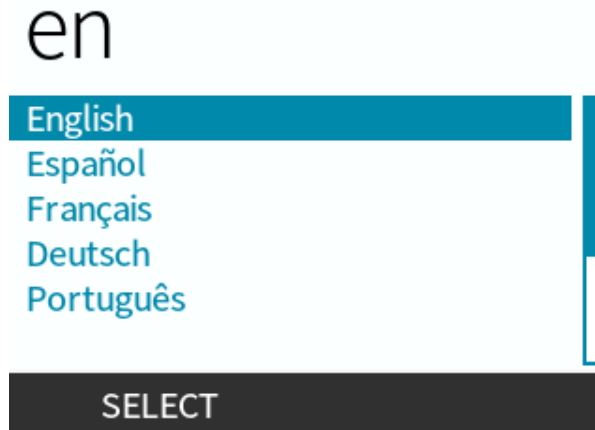 en
English
Español
Français
Deutsch
Português
SELECT